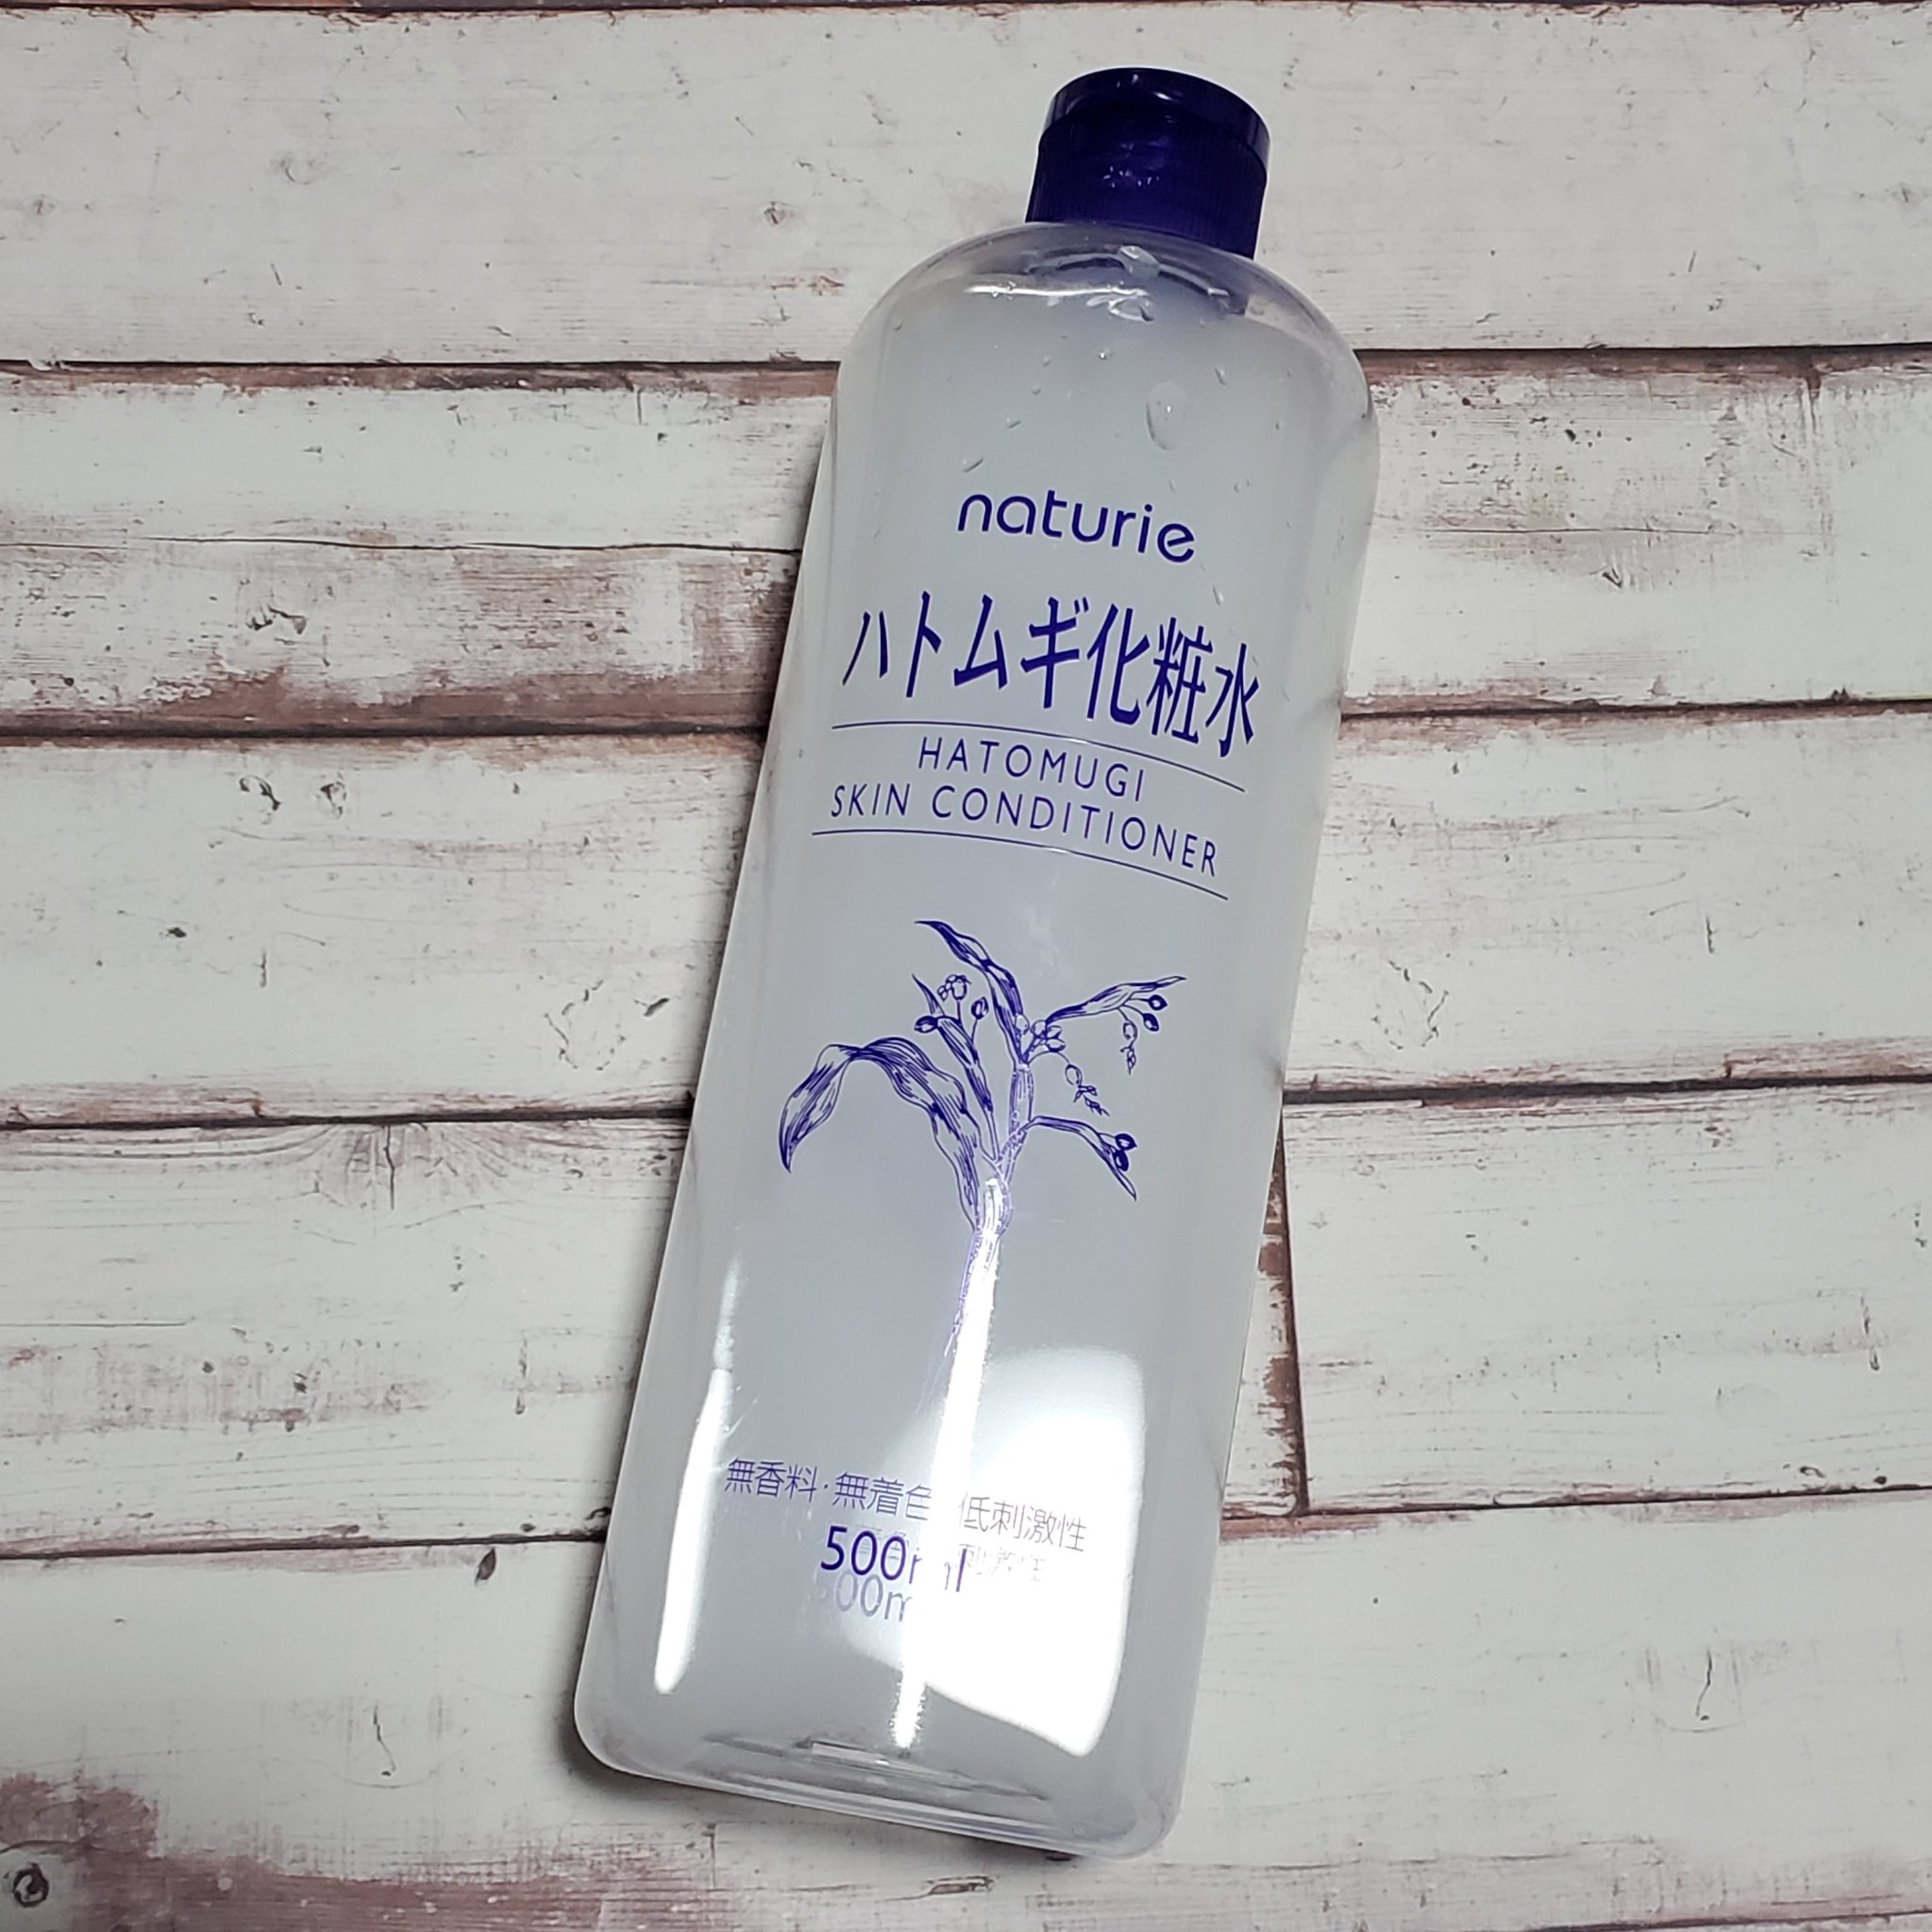 naturie
ハトムギ化粧水
HATOMUGI
SKIN CONDITIONER
無香料・無着色 低刺激性
500ml